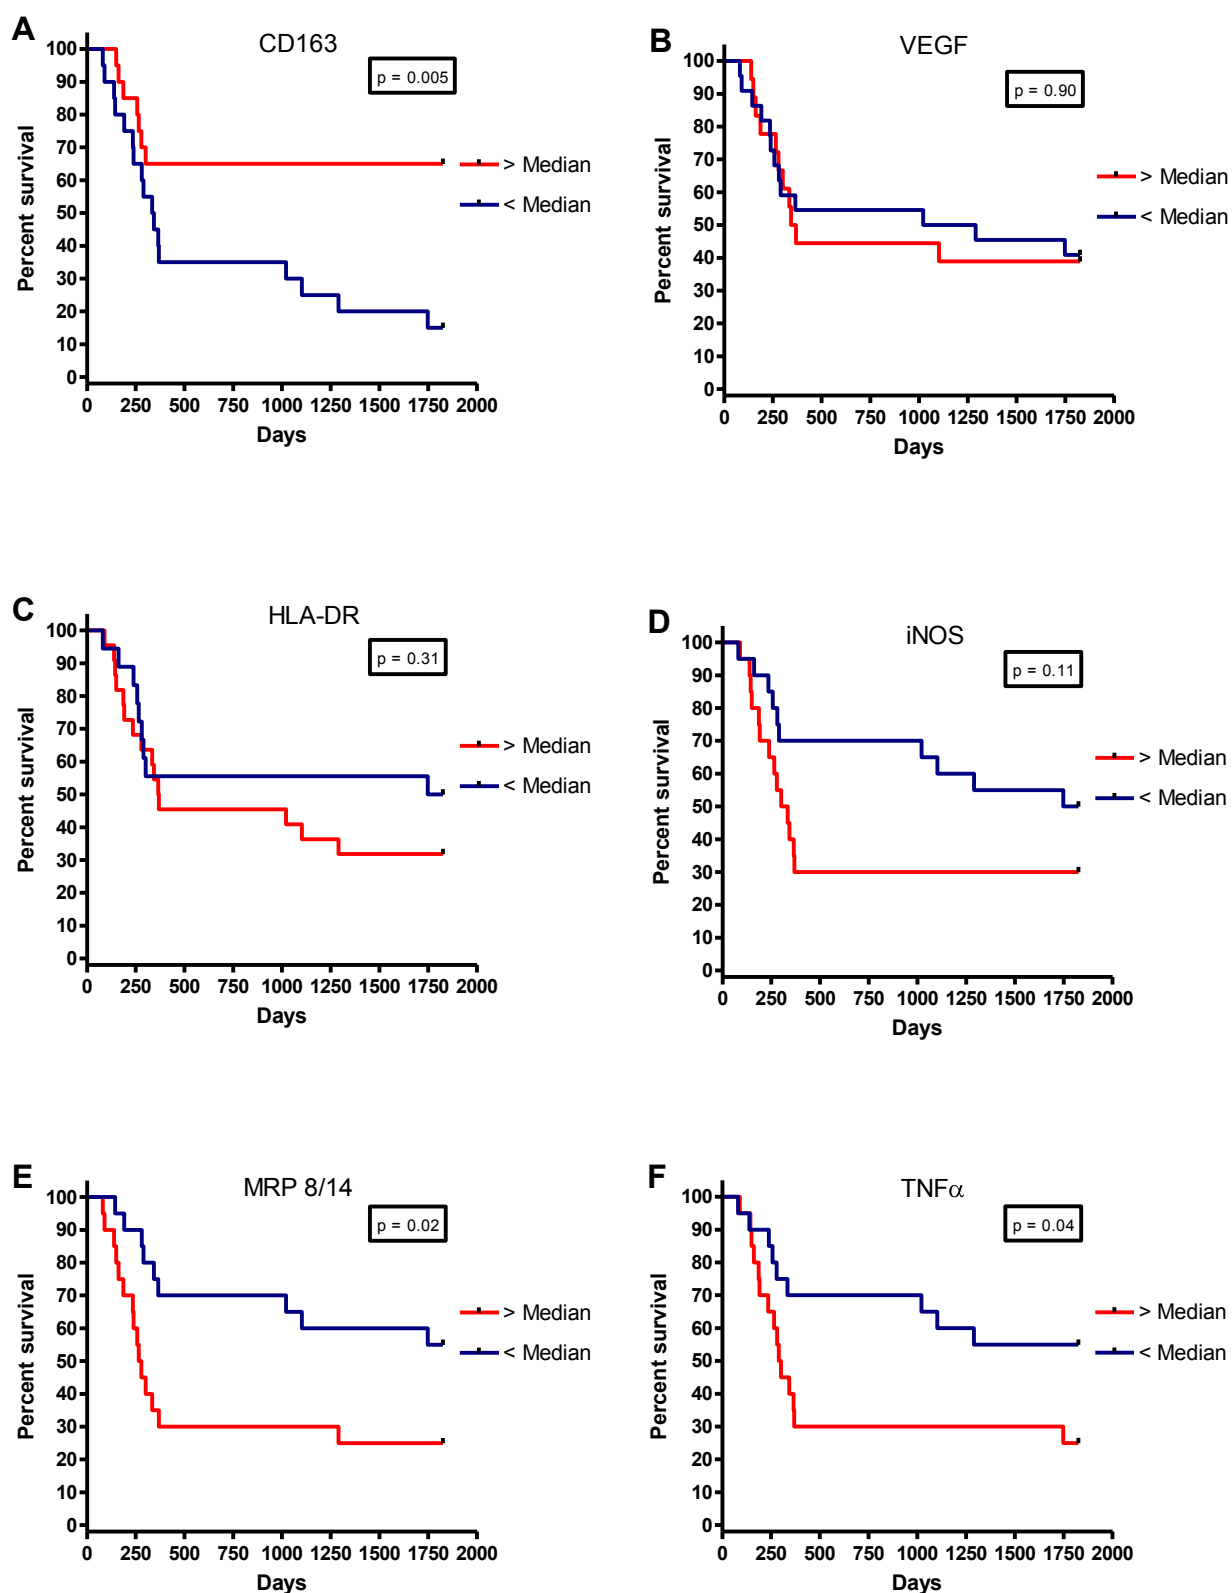 A
CD163
p = 0.005
100
90
80
70
60
50
40
30
20
10
0
Percent survival
0 250 500 750 1000 1250 1500 1750 2000
Days
> Median
< Median
B
VEGF
p = 0.90
100
90
80
70
60
50
40
30
20
10
0
Percent survival
0 250 500 750 1000 1250 1500 1750 2000
Days
> Median
< Median
C
HLA-DR
p = 0.31
100
90
80
70
60
50
40
30
20
10
0
Percent survival
0 250 500 750 1000 1250 1500 1750 2000
Days
> Median
< Median
D
iNOS
p = 0.11
100
90
80
70
60
50
40
30
20
10
0
Percent survival
0 250 500 750 1000 1250 1500 1750 2000
Days
> Median
< Median
E
MRP 8/14
p = 0.02
100
90
80
70
60
50
40
30
20
10
0
Percent survival
0 250 500 750 1000 1250 1500 1750 2000
Days
> Median
< Median
F
TNFα
p = 0.04
100
90
80
70
60
50
40
30
20
10
0
Percent survival
0 250 500 750 1000 1250 1500 1750 2000
Days
> Median
< Median